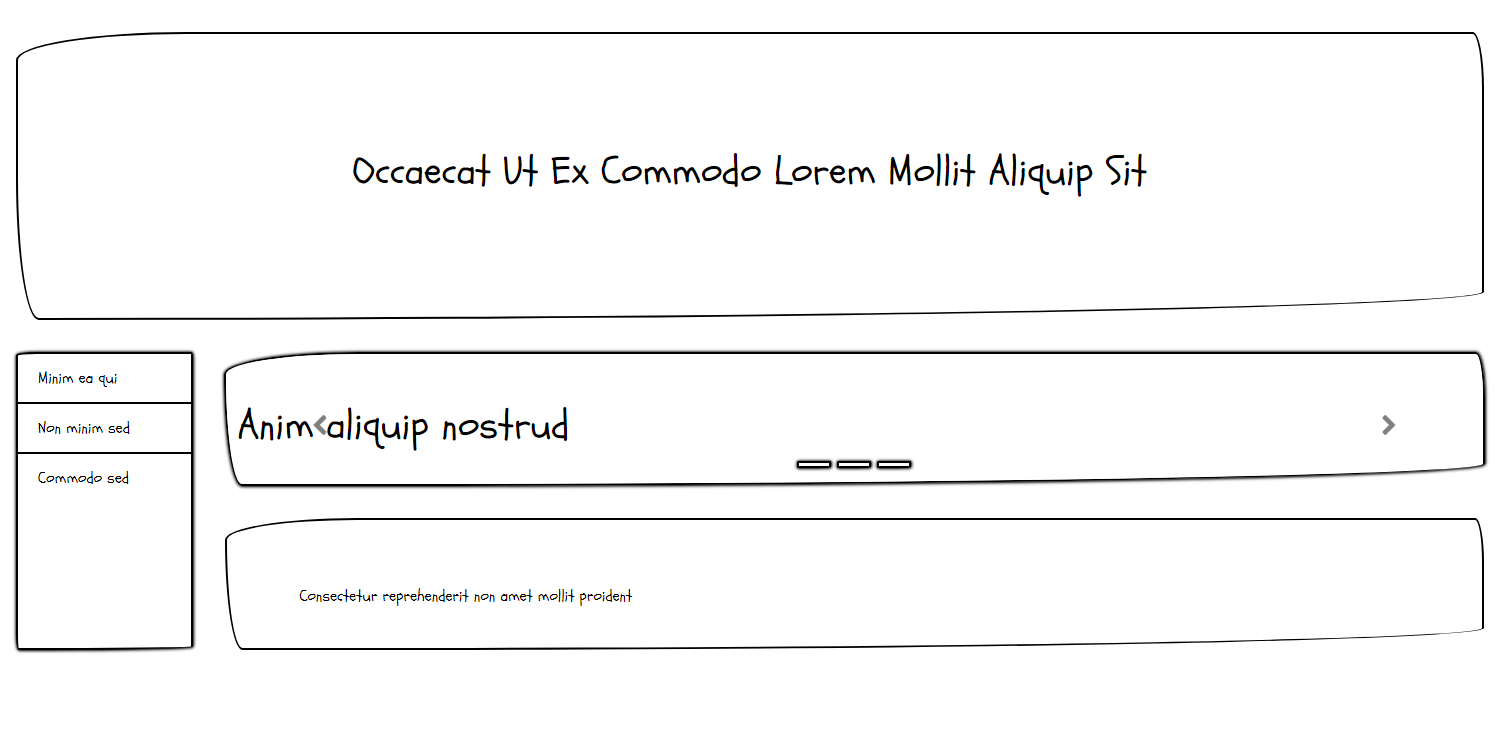 Occaecat Ut Ex Commodo Lorem Mollit Aliquip Sit
Minim ea qui
Non minim sed
Commodo sed
Anim aliquip nostrud
Consectetur reprehenderit non amet mollit proident